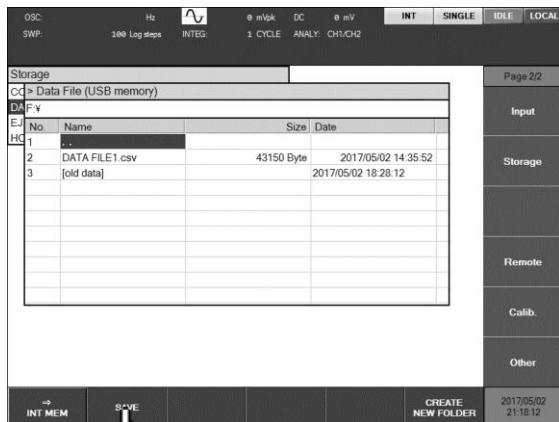 OSC: Hz 0 mVpk DC 0 mV INT SINGLE IDLE LOCAL
SWP: 100 Log steps INTEG: 1 CYCLE ANALY: CH1/CH2
Storage Page 2/2
> Data File (USB memory)
DA F:¥ Input
EJ No. Name Size Date
HO 1 ..
2 DATA FILE1.csv 43150 Byte 2017/05/02 14:35:52 Storage
3 [old data] 2017/05/02 18:28:12
Remote
Calib.
Other
⇒ INT MEM SAVE CREATE NEW FOLDER 2017/05/02 21:18:12